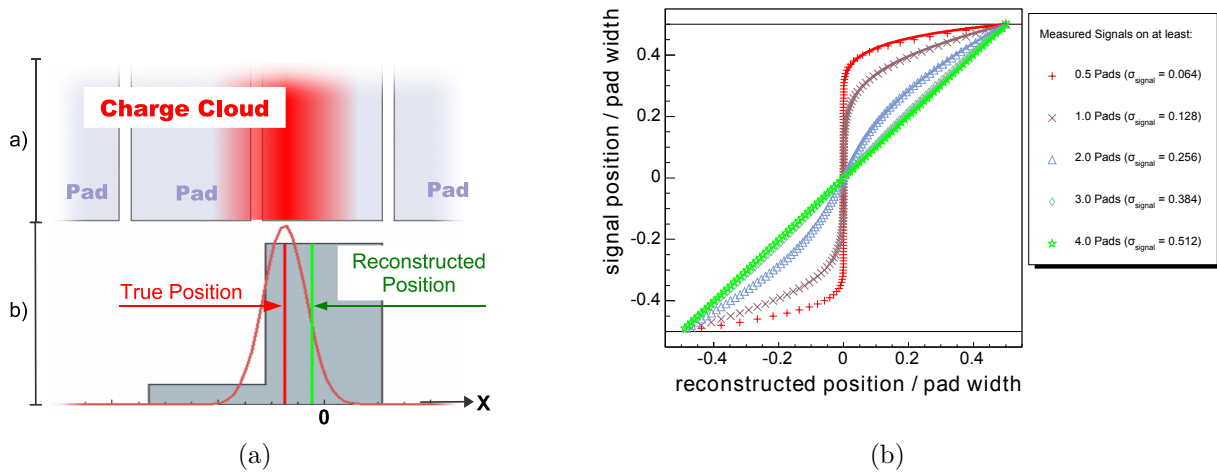 a)
Charge Cloud
Pad
Pad
Pad
b)
True Position
Reconstructed
Position
X
0
(a)
b)
signal position / pad width
0.4
0.2
0
-0.2
-0.4
-0.4
-0.2
0
0.2
0.4
reconstructed position / pad width
Measured Signals on at least:
0.5 Pads (σsignal = 0.064)
1.0 Pads (σsignal = 0.128)
2.0 Pads (σsignal = 0.256)
3.0 Pads (σsignal = 0.384)
4.0 Pads (σsignal = 0.512)
(b)